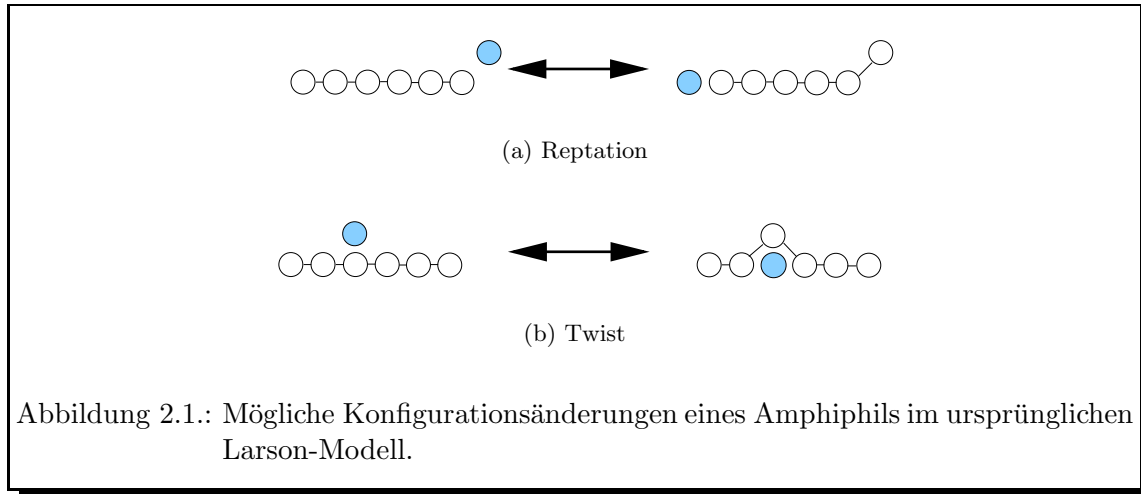 (a) Reptation
(b) Twist
Abbildung 2.1.: Mögliche Konfigurationsänderungen eines Amphiphils im ursprünglichen
Larson-Modell.